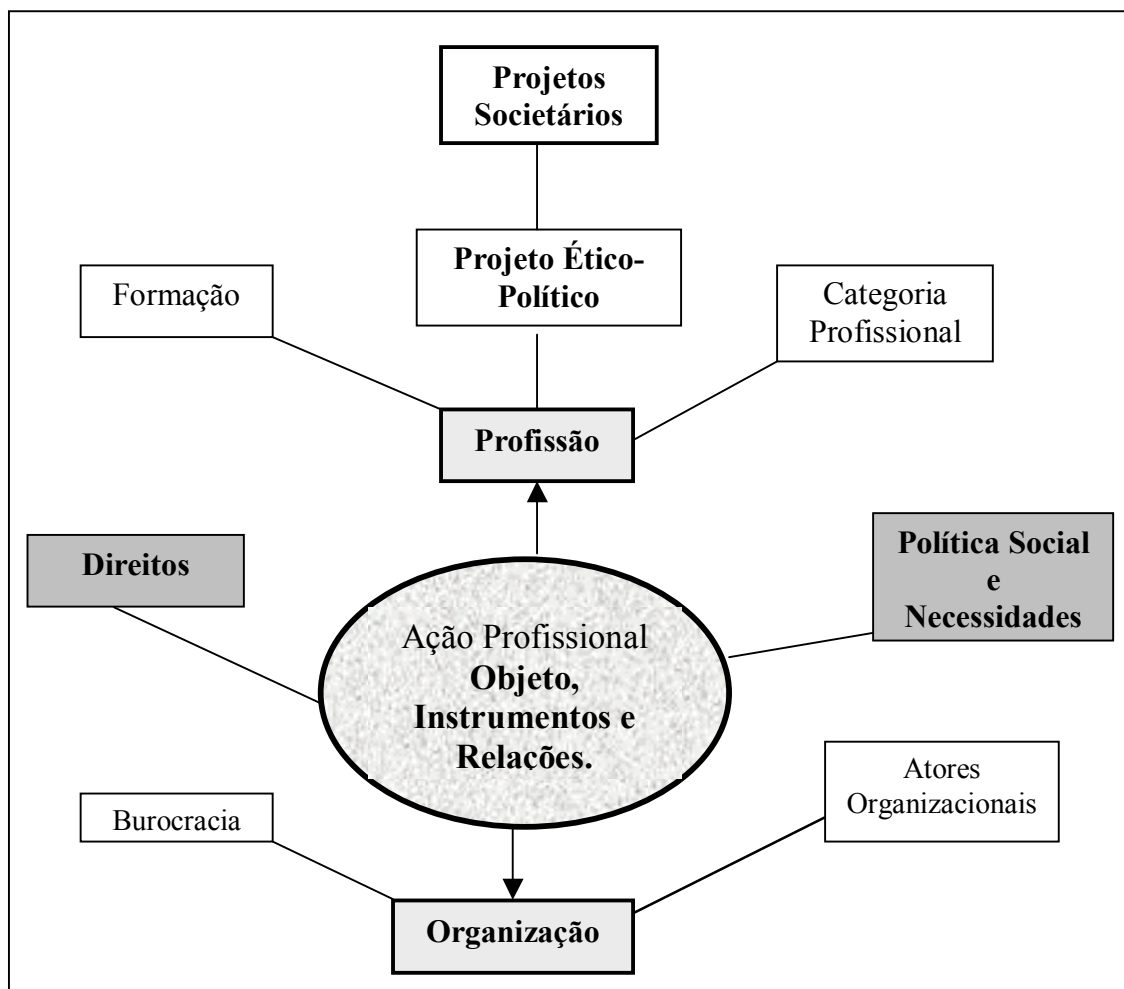 Projetos
Societários
Projeto Ético-
Político
Formação
Categoria
Profissional
Profissão
Direitos
Política Social
e
Necessidades
Ação Profissional
Objeto,
Instrumentos e
Relações.
Burocracia
Atores
Organizacionais
Organização